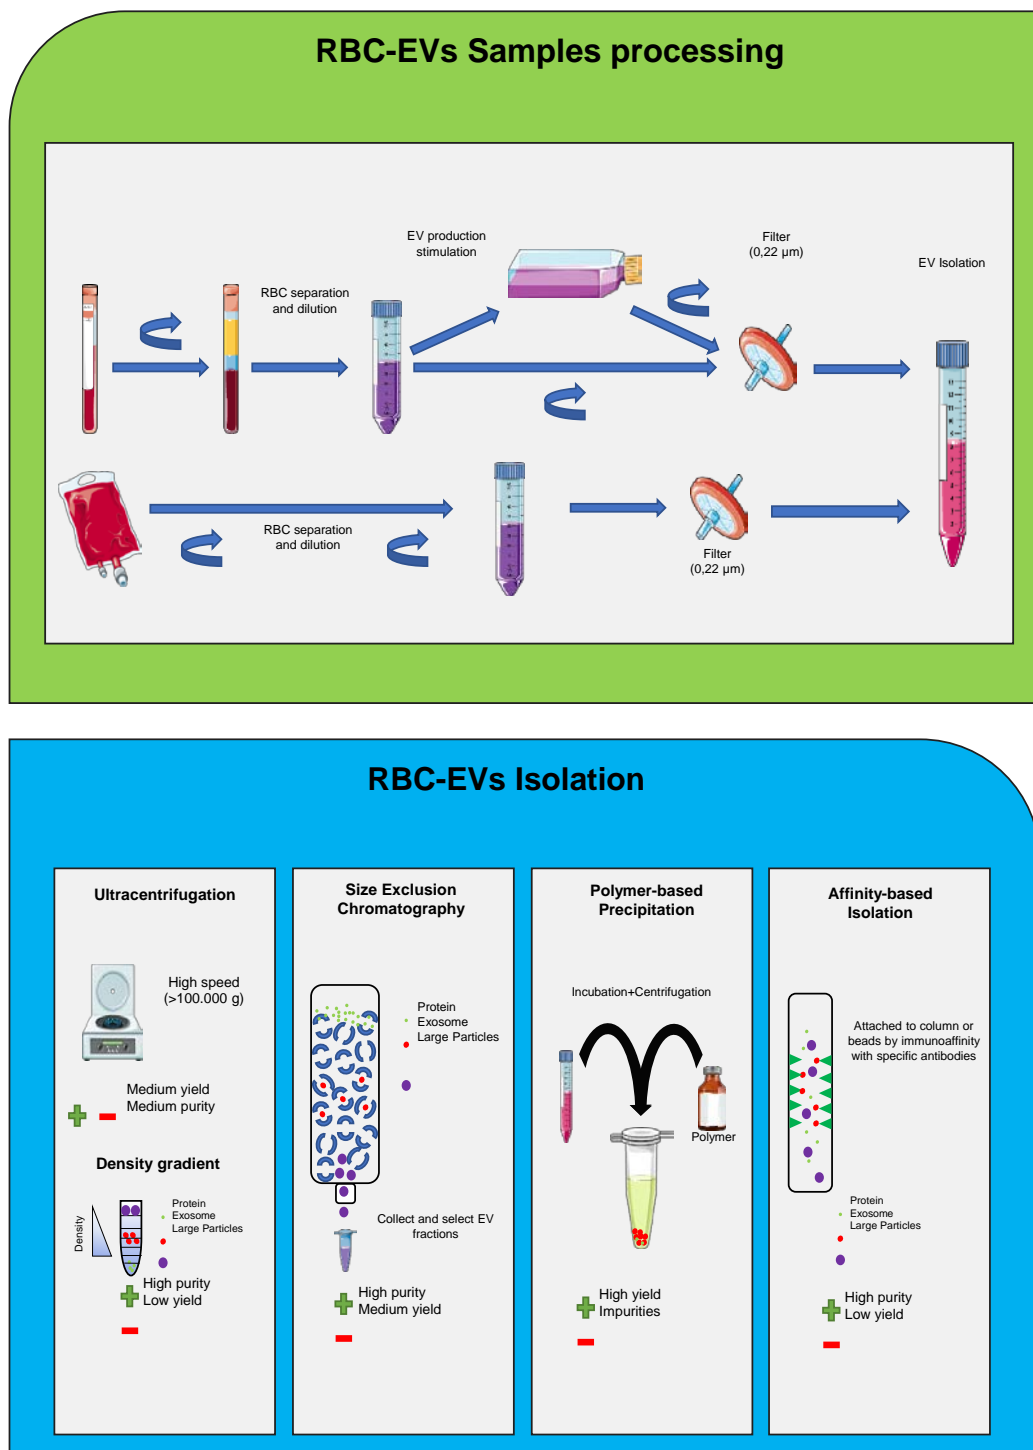 RBC-EVs Samples processing
EV production
stimulation
Filter
(0,22 µm)
EV Isolation
RBC separation
and dilution
RBC separation
and dilution
Filter
(0,22 µm)
RBC-EVs Isolation
Ultracentrifugation
High speed
(>100.000 g)
Medium yield
Medium purity
Density gradient
Density
Protein
Exosome
Large Particles
High purity
Low yield
Size Exclusion
Chromatography
Protein
Exosome
Large Particles
Collect and select EV
fractions
High purity
Medium yield
Polymer-based
Precipitation
Incubation+Centrifugation
Polymer
High yield
Impurities
Affinity-based
Isolation
Attached to column or
beads by immunoaffinity
with specific antibodies
Protein
Exosome
Large Particles
High purity
Low yield